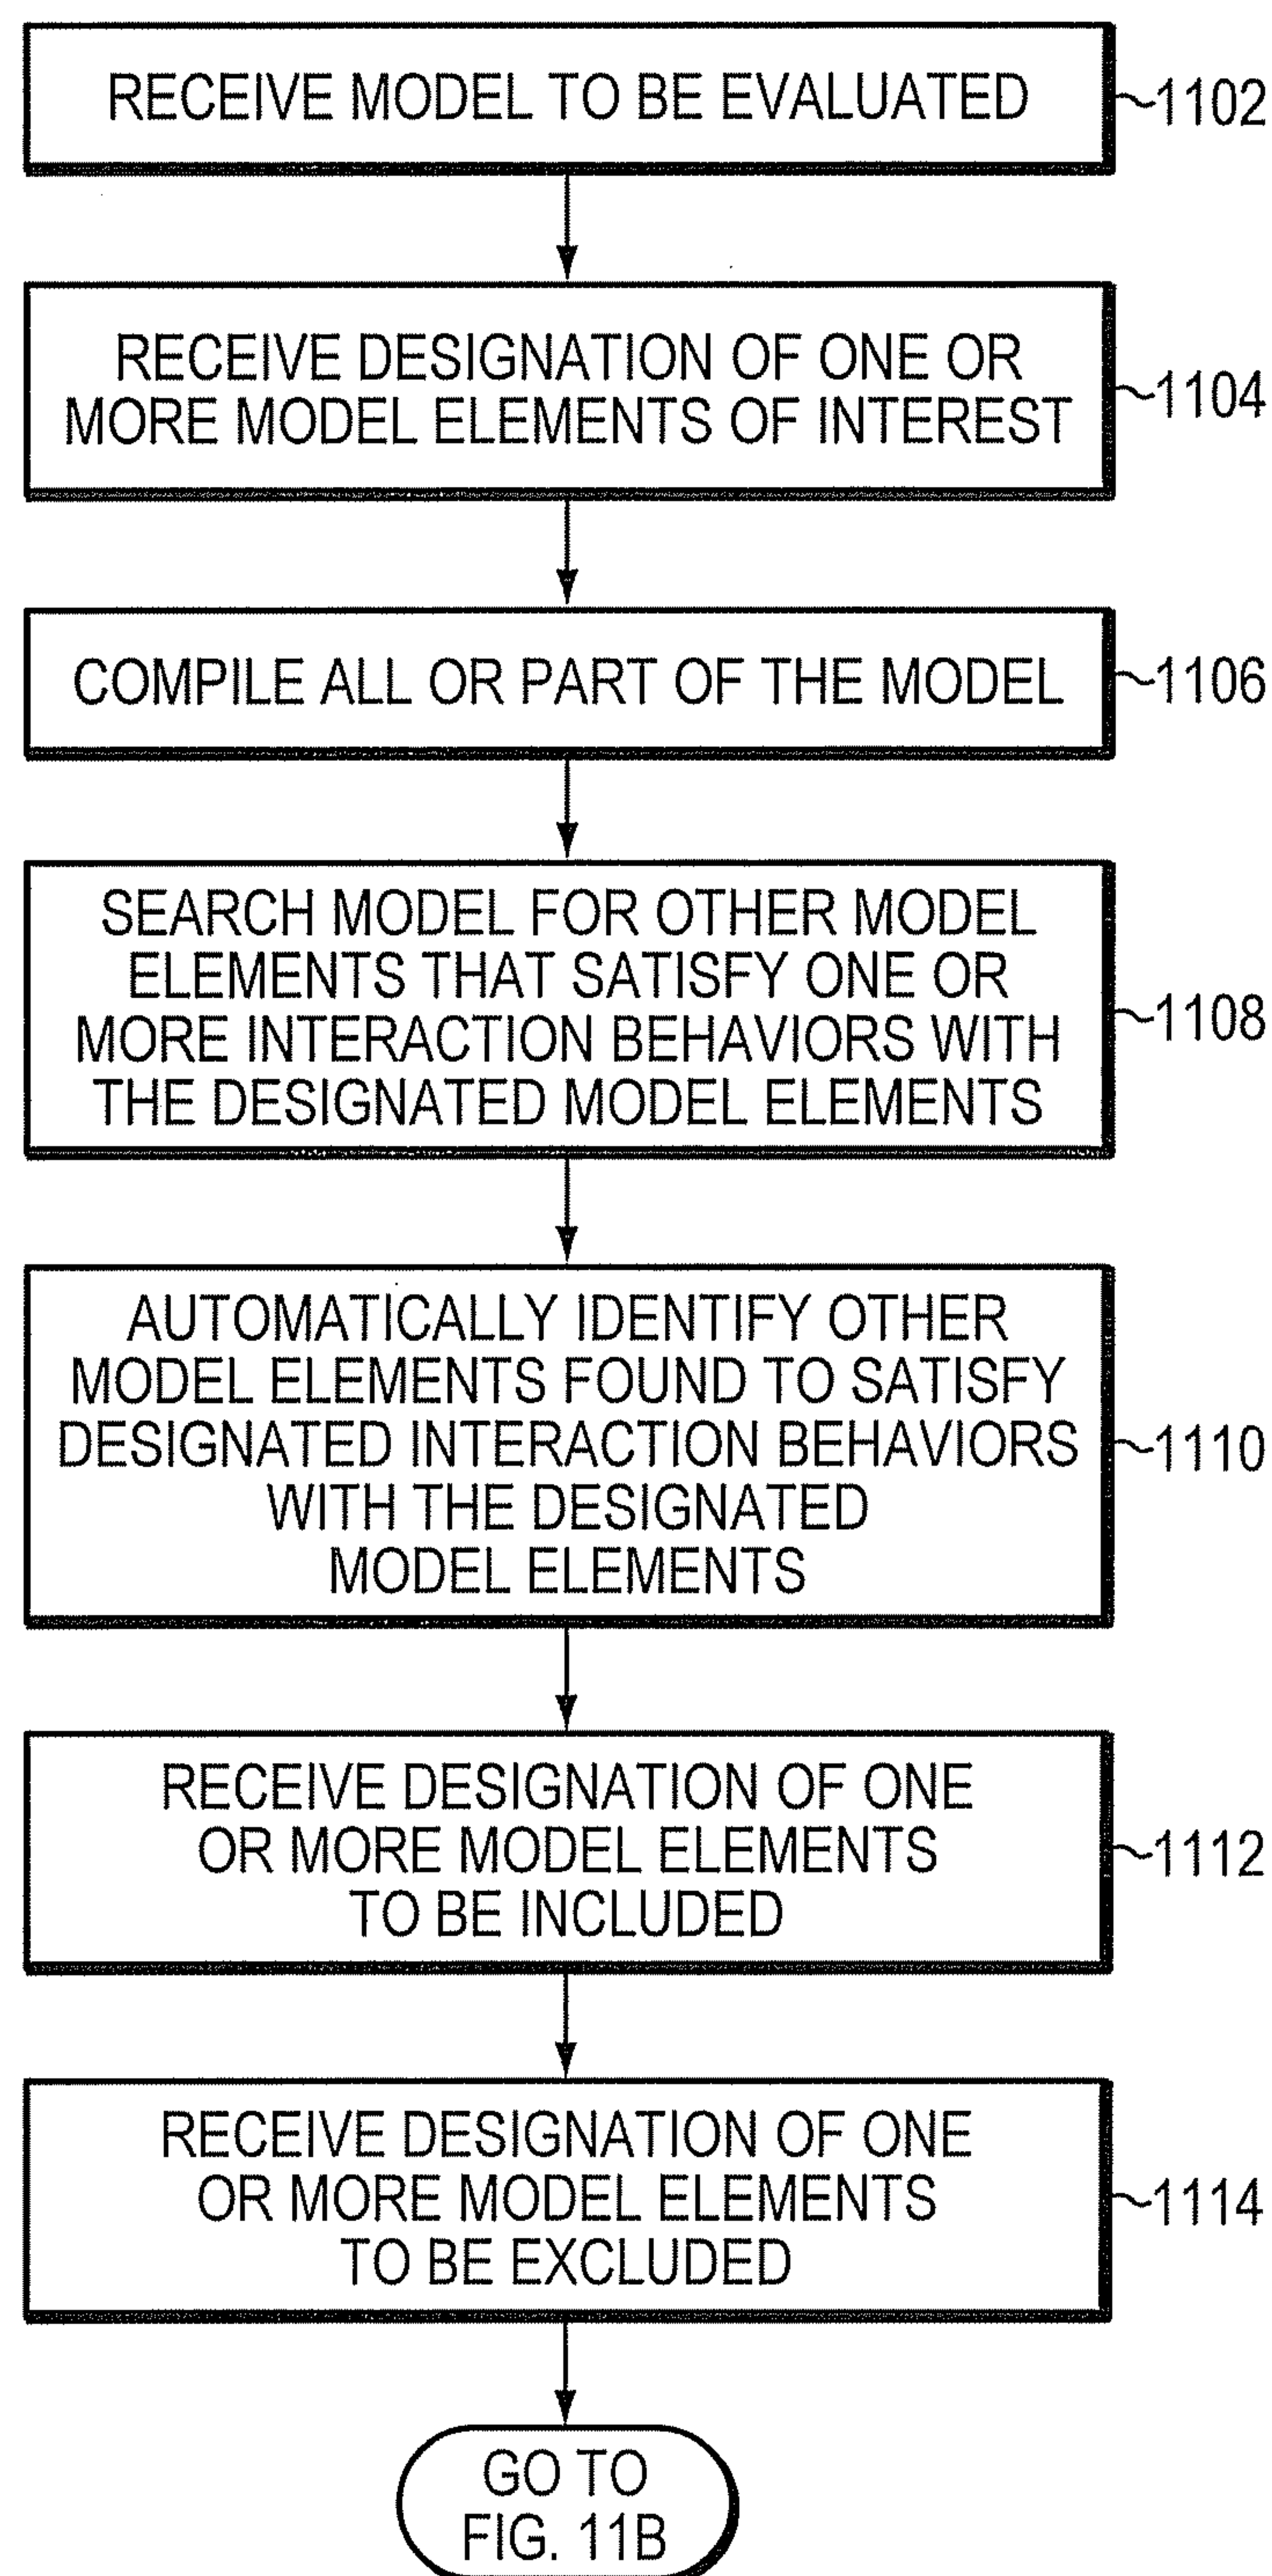 RECEIVE MODEL TO BE EVALUATED
1102
RECEIVE DESIGNATION OF ONE OR
MORE MODEL ELEMENTS OF INTEREST
1104
COMPILE ALL OR PART OF THE MODEL
1106
SEARCH MODEL FOR OTHER MODEL
ELEMENTS THAT SATISFY ONE OR
MORE INTERACTION BEHAVIORS WITH
THE DESIGNATED MODEL ELEMENTS
1108
AUTOMATICALLY IDENTIFY OTHER
MODEL ELEMENTS FOUND TO SATISFY
DESIGNATED INTERACTION BEHAVIORS
WITH THE DESIGNATED
MODEL ELEMENTS
1110
RECEIVE DESIGNATION OF ONE
OR MORE MODEL ELEMENTS
TO BE INCLUDED
1112
RECEIVE DESIGNATION OF ONE
OR MORE MODEL ELEMENTS
TO BE EXCLUDED
1114
GO TO
FIG. 11B